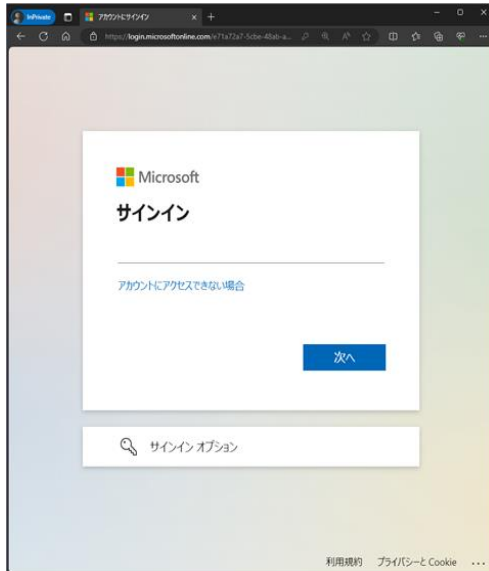 InPrivate
アカウントにサインイン
https://login.microsoftonline.com/e71a72a7-5cbe-48ab-a...
Microsoft
サインイン
アカウントにアクセスできない場合
次へ
サインイン オプション
利用規約 プライバシーと Cookie ...